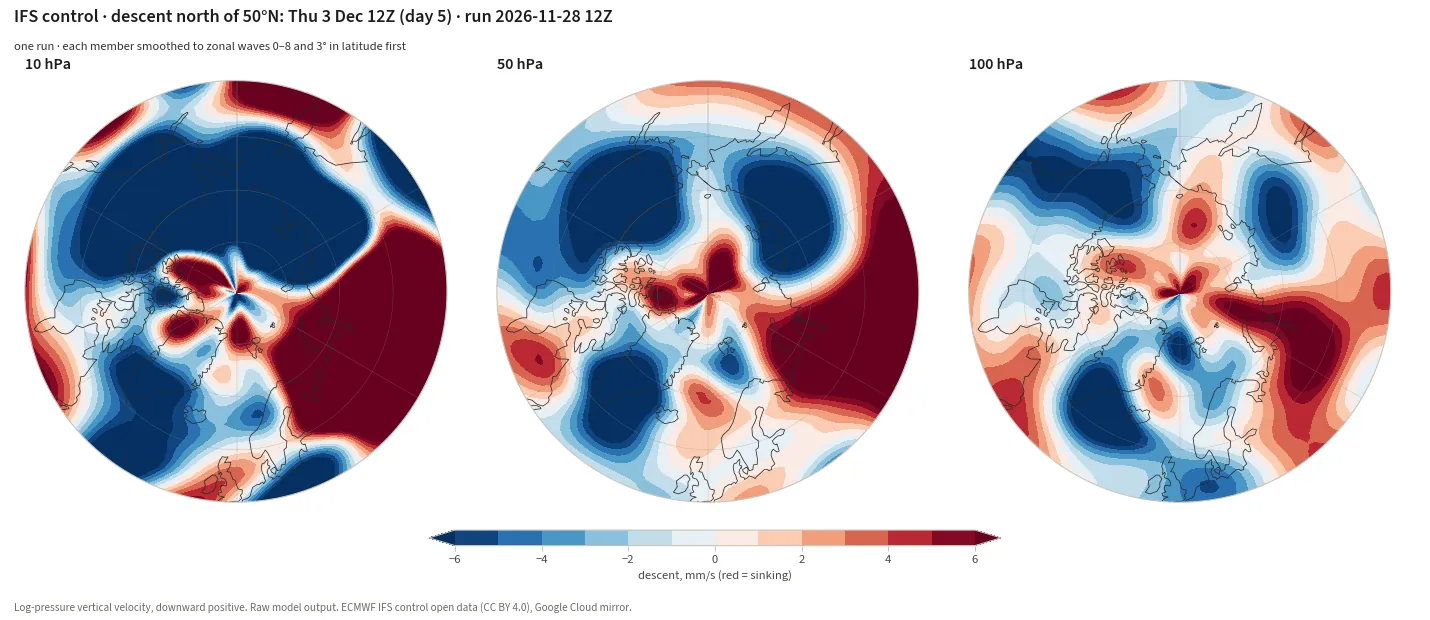 IFS control · descent north of 50°N: Thu 3 Dec 12Z (day 5) · run 2026-11-28 12Z
one run · each member smoothed to zonal waves 0–8 and 3° in latitude first
10 hPa
50 hPa
100 hPa
−6 −4 −2 0 2 4 6
descent, mm/s (red = sinking)
Log-pressure vertical velocity, downward positive. Raw model output. ECMWF IFS control open data (CC BY 4.0), Google Cloud mirror.